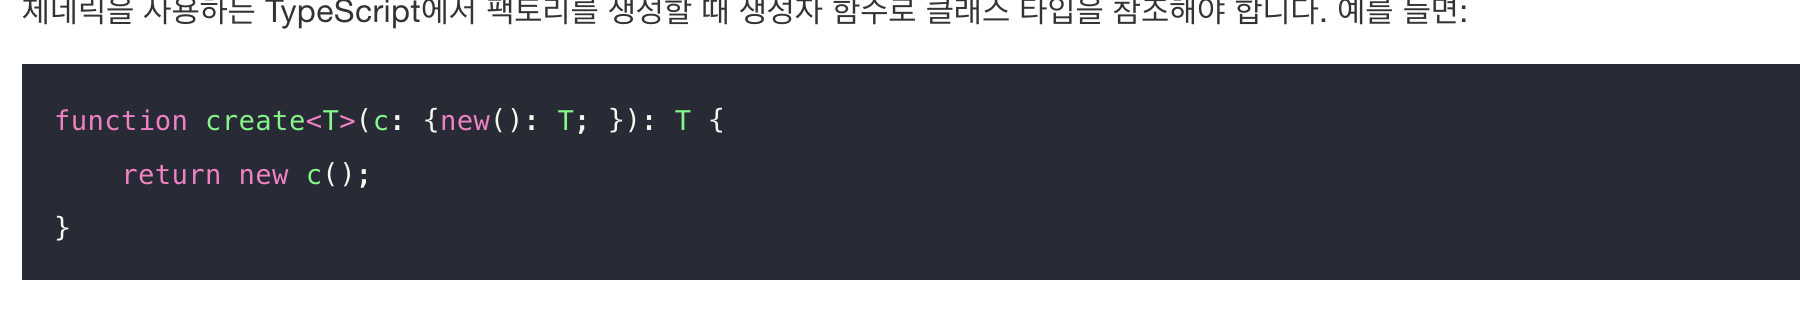 제네릭을 사용하는 TypeScript에서 팩토리를 생성할 때 생성자 함수로 클래스 타입을 참조해야 합니다. 예를 들면:
function create<T>(c: {new(): T; }): T {
    return new c();
}